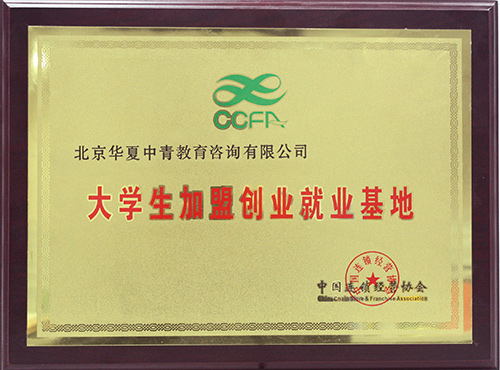 CCFA
北京华夏中青教育咨询有限公司
大学生加盟创业就业基地
中国连锁经营协会
China Chain Store & Franchise Association